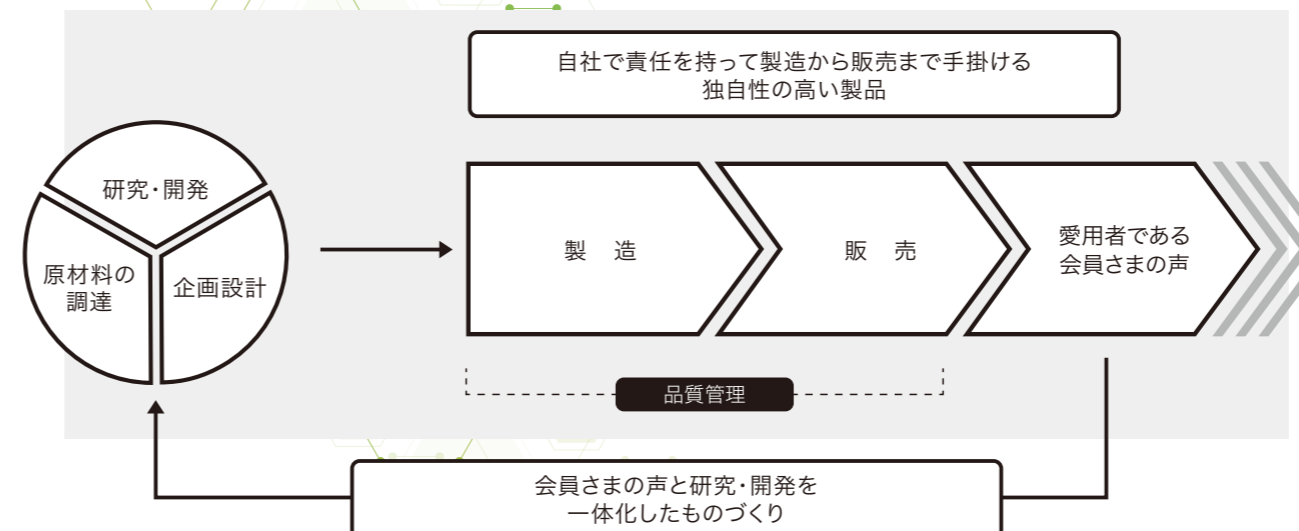 自社で責任を持って製造から販売まで手掛ける
独自性の高い製品
研究・開発
原材料の
調達
企画設計
製　造
販　売
愛用者である
会員さまの声
品質管理
会員さまの声と研究・開発を
一体化したものづくり